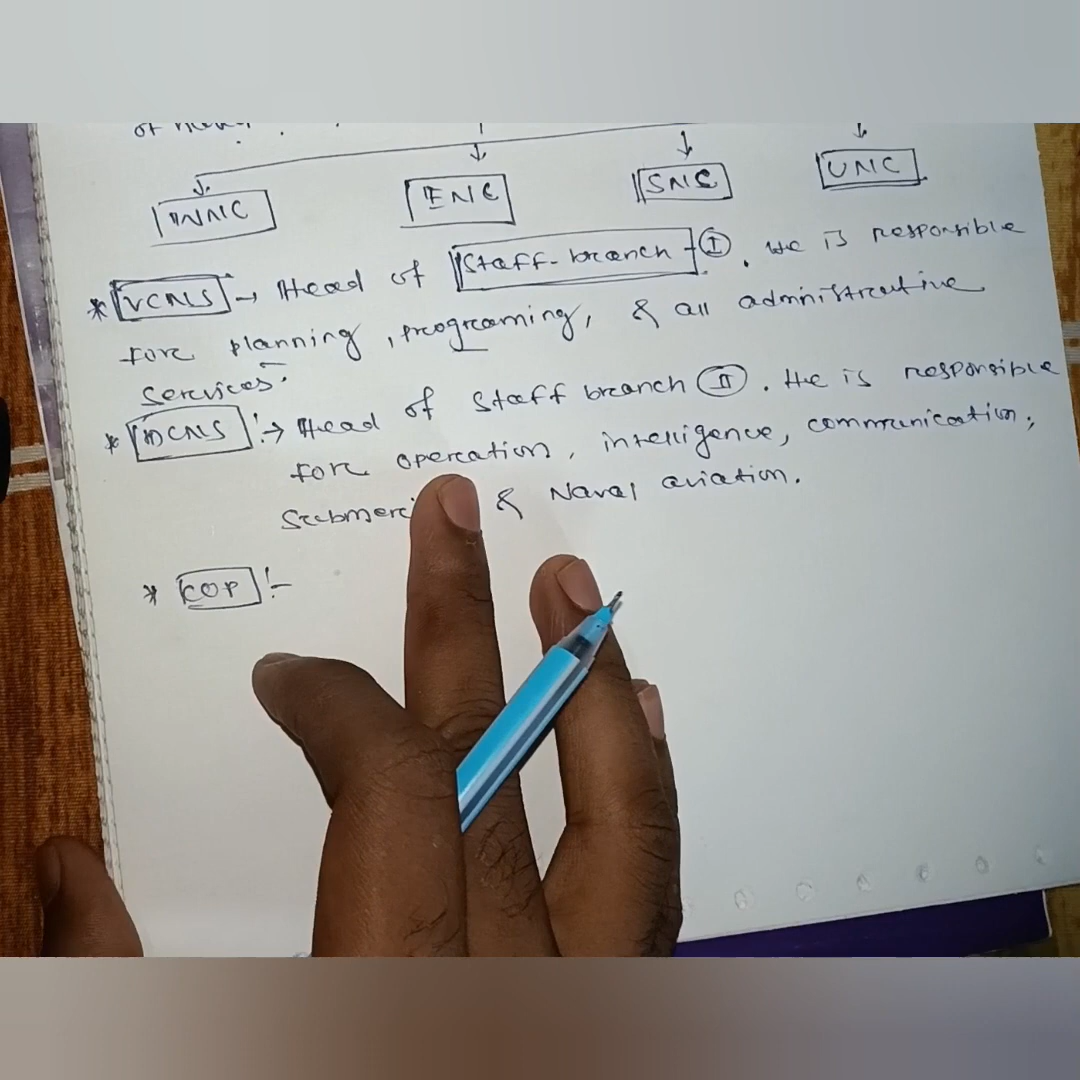 of
WNC ENC SNC UNC
* VCNS → Head of Staff-branch-I. He is responsible
for planning, programing, & all administrative
services.
* DCNS :→ Head of staff branch II. He is responsible
for operation, intelligence, communication,
& Naval aviation.
* COP :-